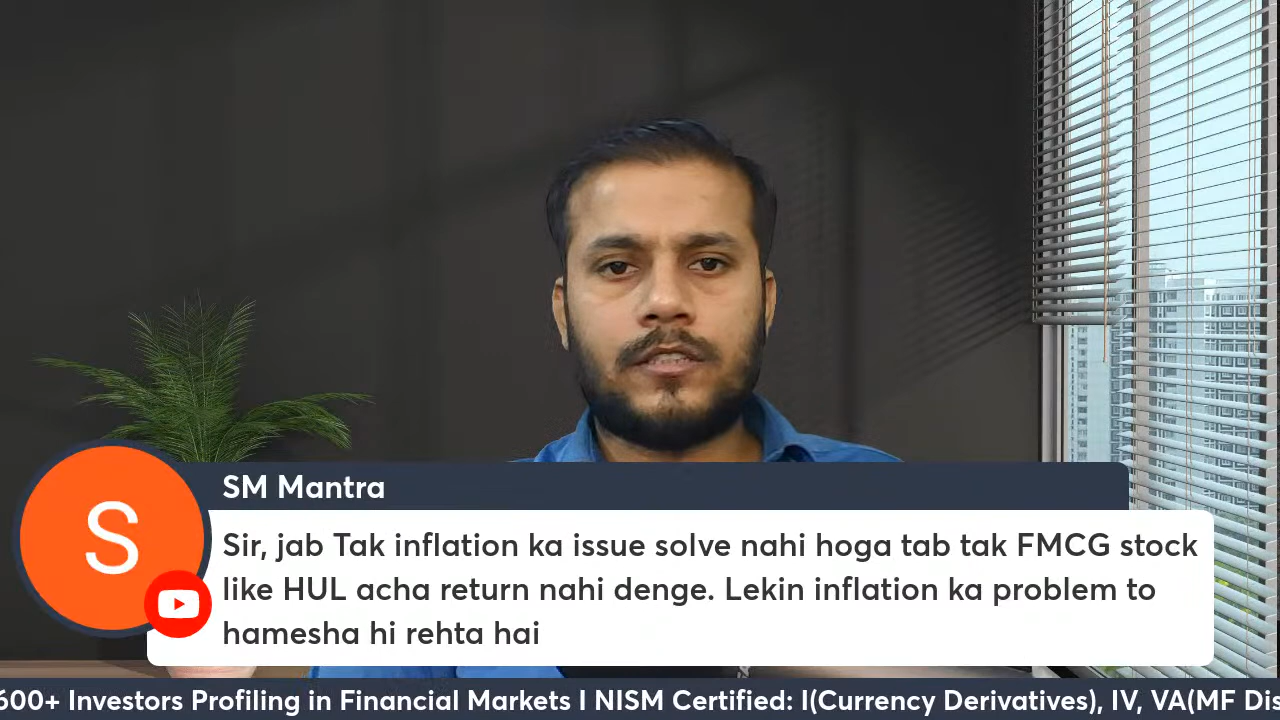 S
SM Mantra
Sir, jab Tak inflation ka issue solve nahi hoga tab tak FMCG stock
like HUL acha return nahi denge. Lekin inflation ka problem to
hamesha hi rehta hai
600+ Investors Profiling in Financial Markets I NISM Certified: I(Currency Derivatives), IV, VA(MF Dis